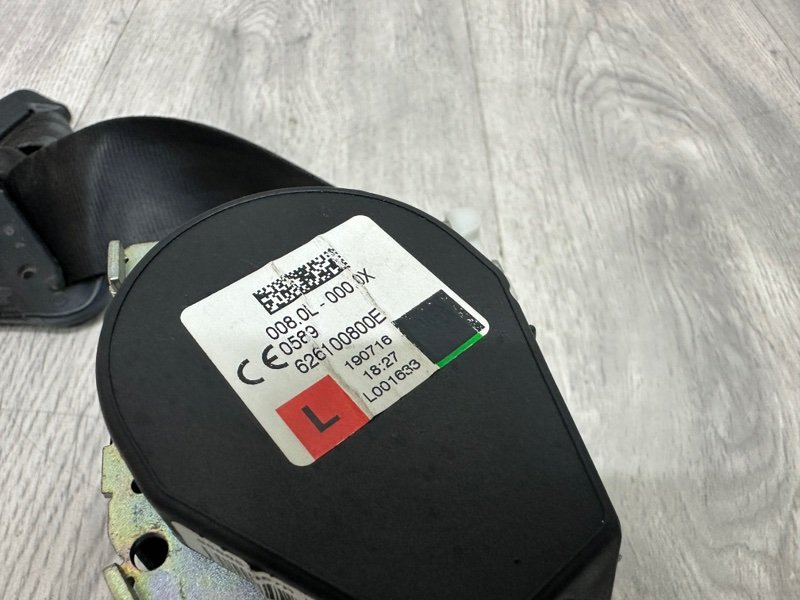 008.0L - 000.0X
CE 0589
626100800E
190716
18:27
L001633
L